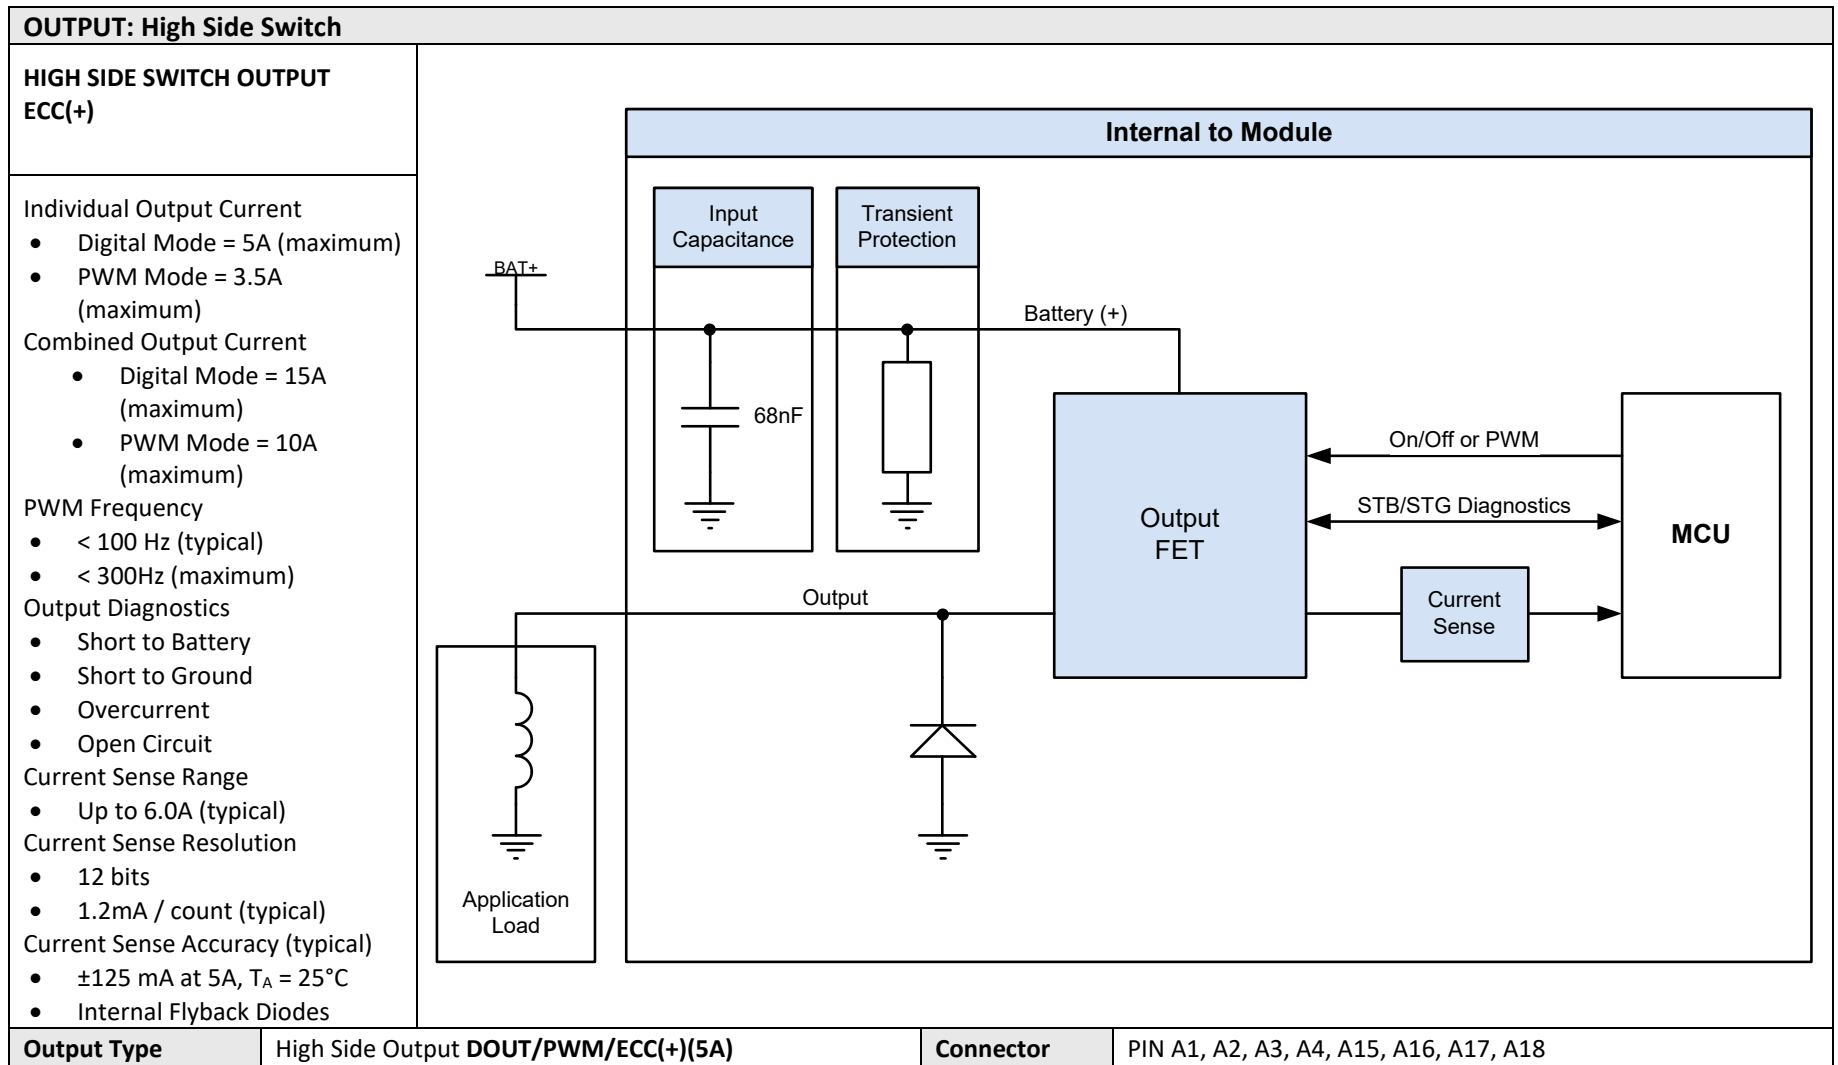 OUTPUT: High Side Switch
HIGH SIDE SWITCH OUTPUT
ECC(+)
Individual Output Current
• Digital Mode = 5A (maximum)
• PWM Mode = 3.5A
(maximum)
Combined Output Current
• Digital Mode = 15A
(maximum)
• PWM Mode = 10A
(maximum)
PWM Frequency
• < 100 Hz (typical)
• < 300Hz (maximum)
Output Diagnostics
• Short to Battery
• Short to Ground
• Overcurrent
• Open Circuit
Current Sense Range
• Up to 6.0A (typical)
Current Sense Resolution
• 12 bits
• 1.2mA / count (typical)
Current Sense Accuracy (typical)
• ±125 mA at 5A, TA = 25°C
• Internal Flyback Diodes
Internal to Module
Input
Capacitance
Transient
Protection
BAT+
Battery (+)
68nF
On/Off or PWM
STB/STG Diagnostics
Output
FET
MCU
Output
Current
Sense
Application
Load
Output Type
High Side Output DOUT/PWM/ECC(+)(5A)
Connector
PIN A1, A2, A3, A4, A15, A16, A17, A18